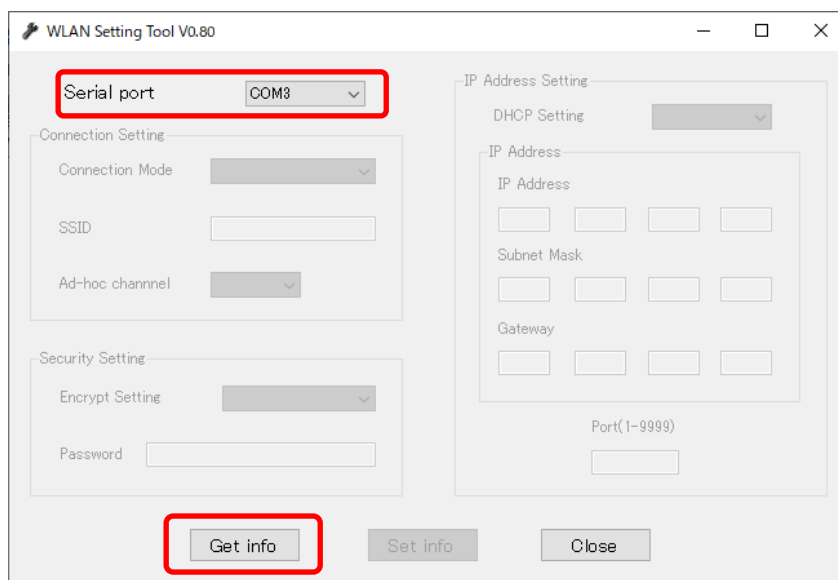 WLAN Setting Tool V0.80
Serial port COM3
Connection Setting
Connection Mode
SSID
Ad-hoc channnel
Security Setting
Encrypt Setting
Password
IP Address Setting
DHCP Setting
IP Address
IP Address
Subnet Mask
Gateway
Port(1-9999)
Get info Set info Close